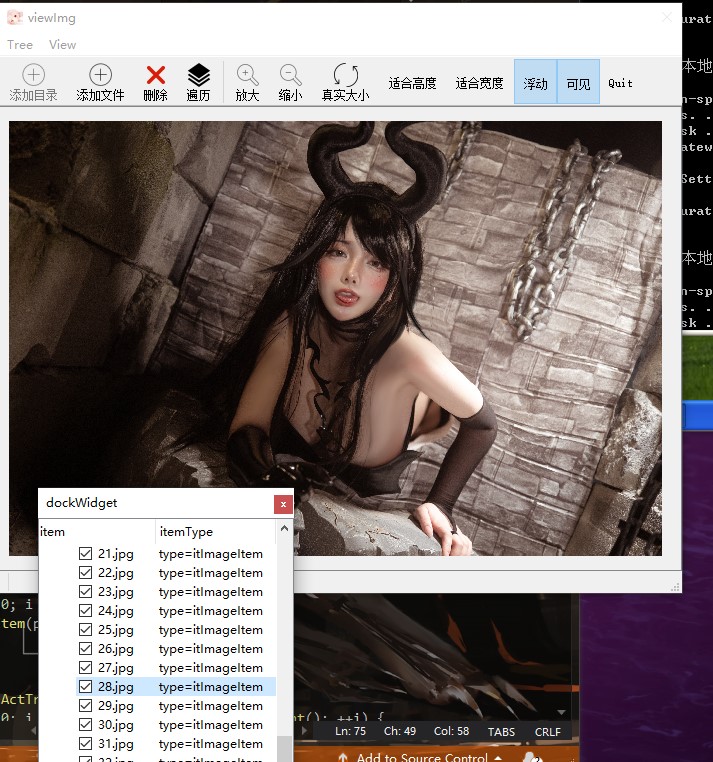 viewImg
Tree View
添加目录 添加文件 删除 遍历 放大 缩小 真实大小 适合高度 适合宽度 浮动 可见 Quit
urat
本地
n-sp
s. .
sk .
atew
Sett
urat
本地
n-sp
s. .
sk .
dockWidget x
item itemType
21.jpg type=itImageItem
22.jpg type=itImageItem
23.jpg type=itImageItem
24.jpg type=itImageItem
25.jpg type=itImageItem
26.jpg type=itImageItem
27.jpg type=itImageItem
28.jpg type=itImageItem
29.jpg type=itImageItem
30.jpg type=itImageItem
31.jpg type=itImageItem
0; i
tem(p
ActTr
0; i
nt(); ++i) {
Ln: 75 Ch: 49 Col: 58 TABS CRLF
Add to Source Control